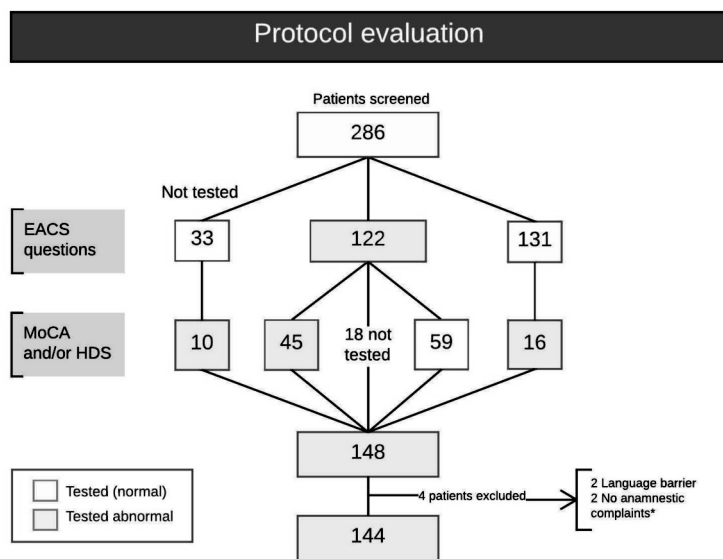 Protocol evaluation
Patients screened
286
Not tested
EACS
questions
33
122
131
MoCA
and/or HDS
10
45
18 not
tested
59
16
148
4 patients excluded
2 Language barrier
2 No anamnestic
complaints*
Tested (normal)
Tested abnormal
144